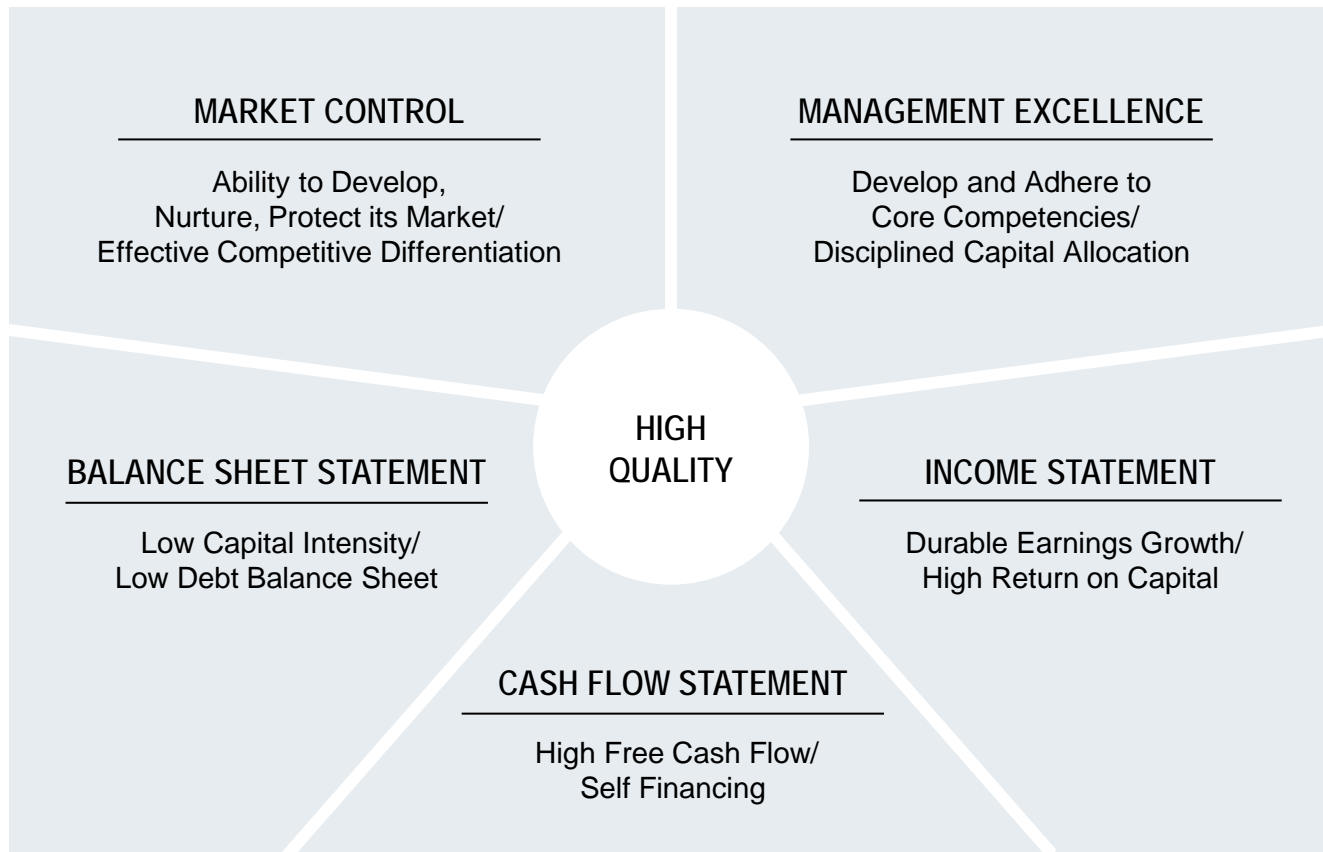 MARKET CONTROL
Ability to Develop,
Nurture, Protect its Market/
Effective Competitive Differentiation
MANAGEMENT EXCELLENCE
Develop and Adhere to
Core Competencies/
Disciplined Capital Allocation
HIGH
QUALITY
BALANCE SHEET STATEMENT
Low Capital Intensity/
Low Debt Balance Sheet
INCOME STATEMENT
Durable Earnings Growth/
High Return on Capital
CASH FLOW STATEMENT
High Free Cash Flow/
Self Financing